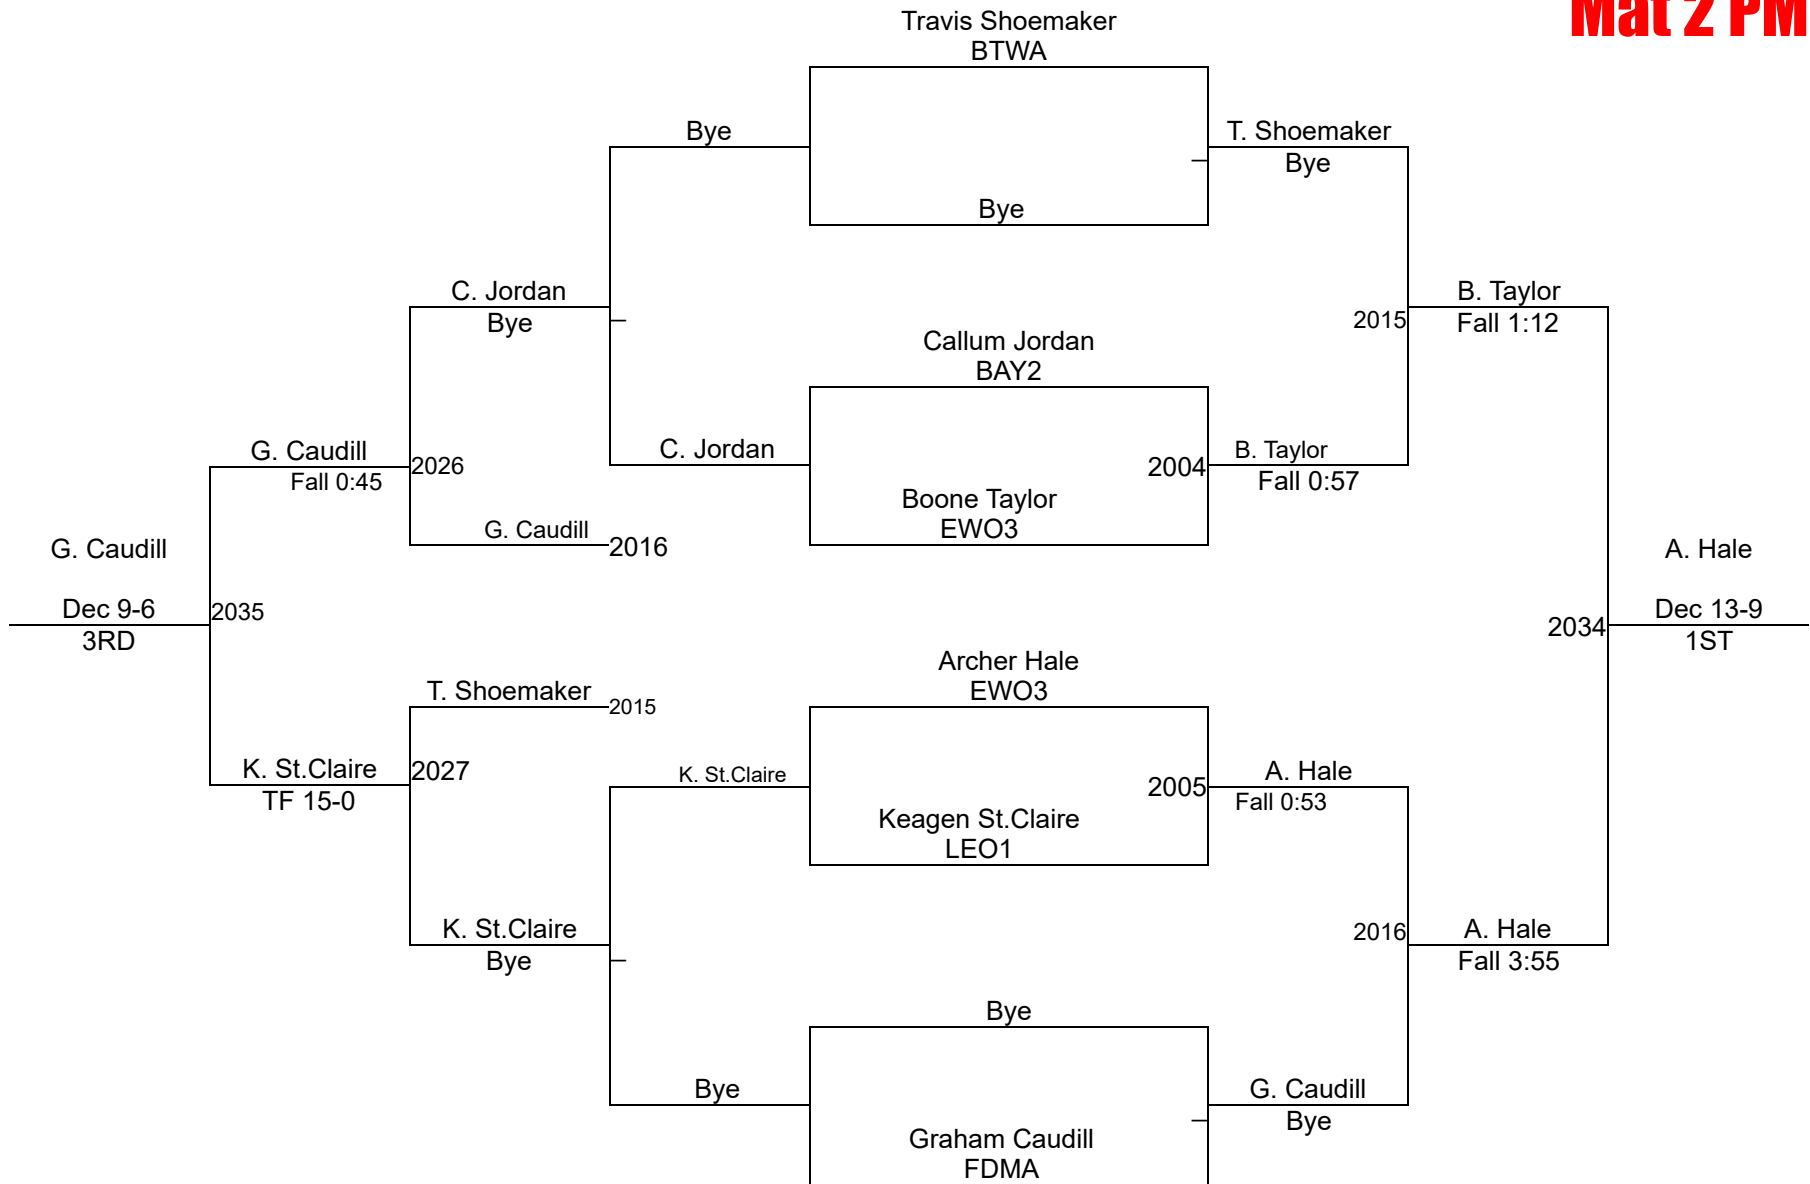 Mat 2 PM
Travis Shoemaker
BTWA
Bye
T. Shoemaker
Bye
Bye
C. Jordan
Bye
B. Taylor
Fall 1:12
2015
Callum Jordan
BAY2
G. Caudill
Fall 0:45
2026
C. Jordan
2004
B. Taylor
Fall 0:57
Boone Taylor
EWO3
G. Caudill
2016
G. Caudill
Dec 9-6
3RD
2035
A. Hale
Dec 13-9
1ST
2034
Archer Hale
EWO3
T. Shoemaker
2015
K. St.Claire
TF 15-0
2027
K. St.Claire
2005
A. Hale
Fall 0:53
Keagen St.Claire
LEO1
K. St.Claire
Bye
2016
A. Hale
Fall 3:55
Bye
Bye
G. Caudill
Bye
Graham Caudill
FDMA